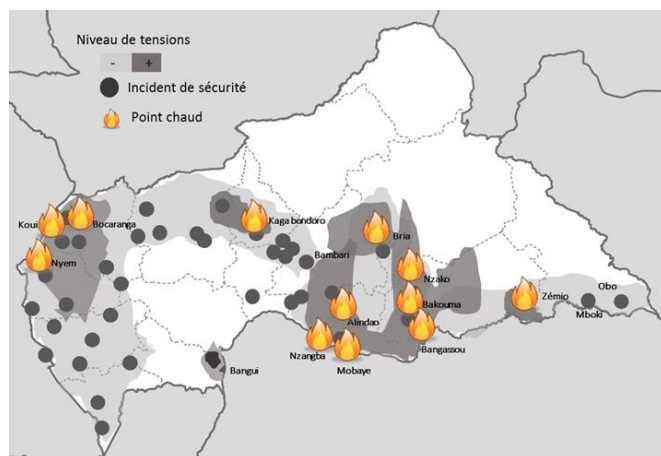 Niveau de tensions
- +
Incident de sécurité
Point chaud
Koui
Bocaranga
Kaga bondoro
Nyem
Bria
Bambari
Nzako
Obo
Zémio
Bakouma
Mboki
Alindao
Bangassou
Nzangba
Mobaye
Bangui